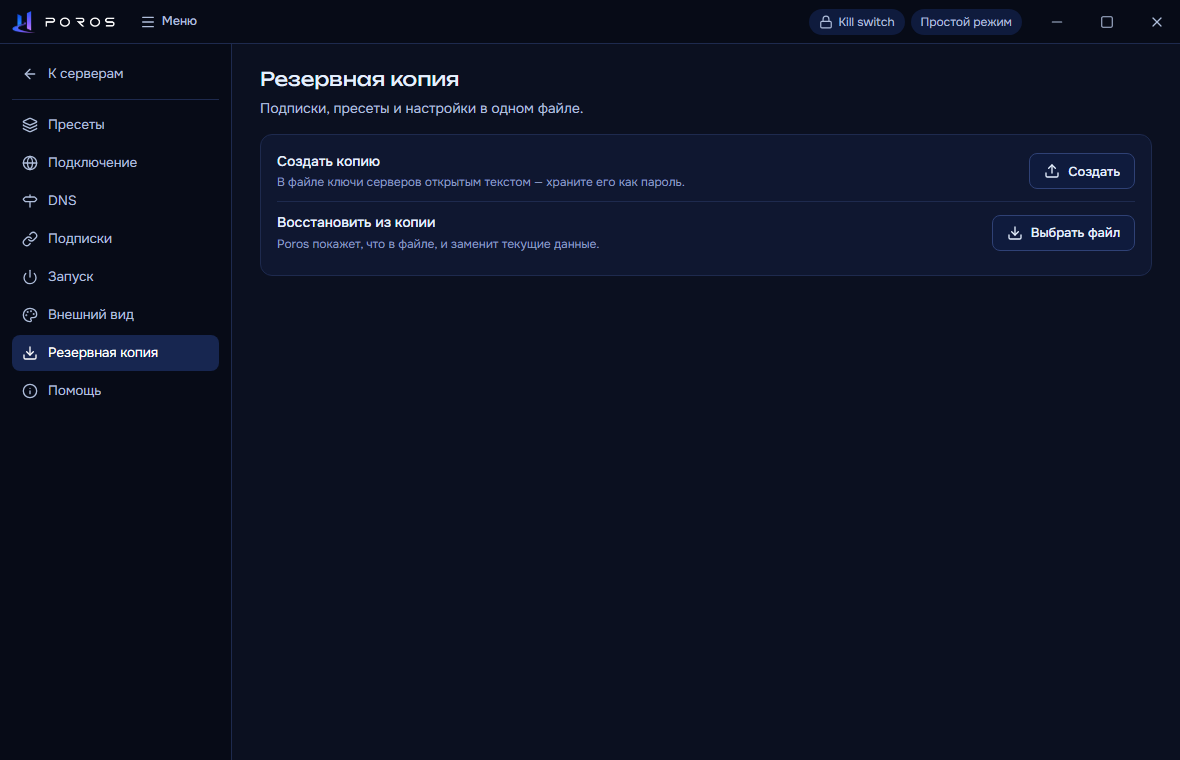 POROS
Меню
Kill switch
Простой режим
К серверам
Пресеты
Подключение
DNS
Подписки
Запуск
Внешний вид
Резервная копия
Помощь
Резервная копия
Подписки, пресеты и настройки в одном файле.
Создать копию
В файле ключи серверов открытым текстом — храните его как пароль.
Создать
Восстановить из копии
Poros покажет, что в файле, и заменит текущие данные.
Выбрать файл